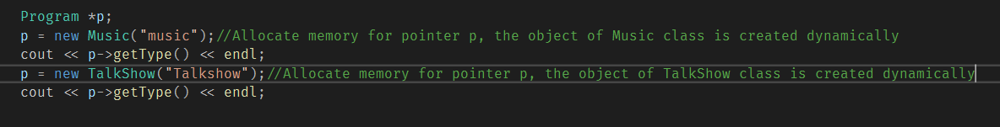 Program *p;
p = new Music("music");//Allocate memory for pointer p, the object of Music class is created dynamically
cout << p->getType() << endl;
p = new TalkShow("Talkshow");//Allocate memory for pointer p, the object of TalkShow class is created dynamically
cout << p->getType() << endl;